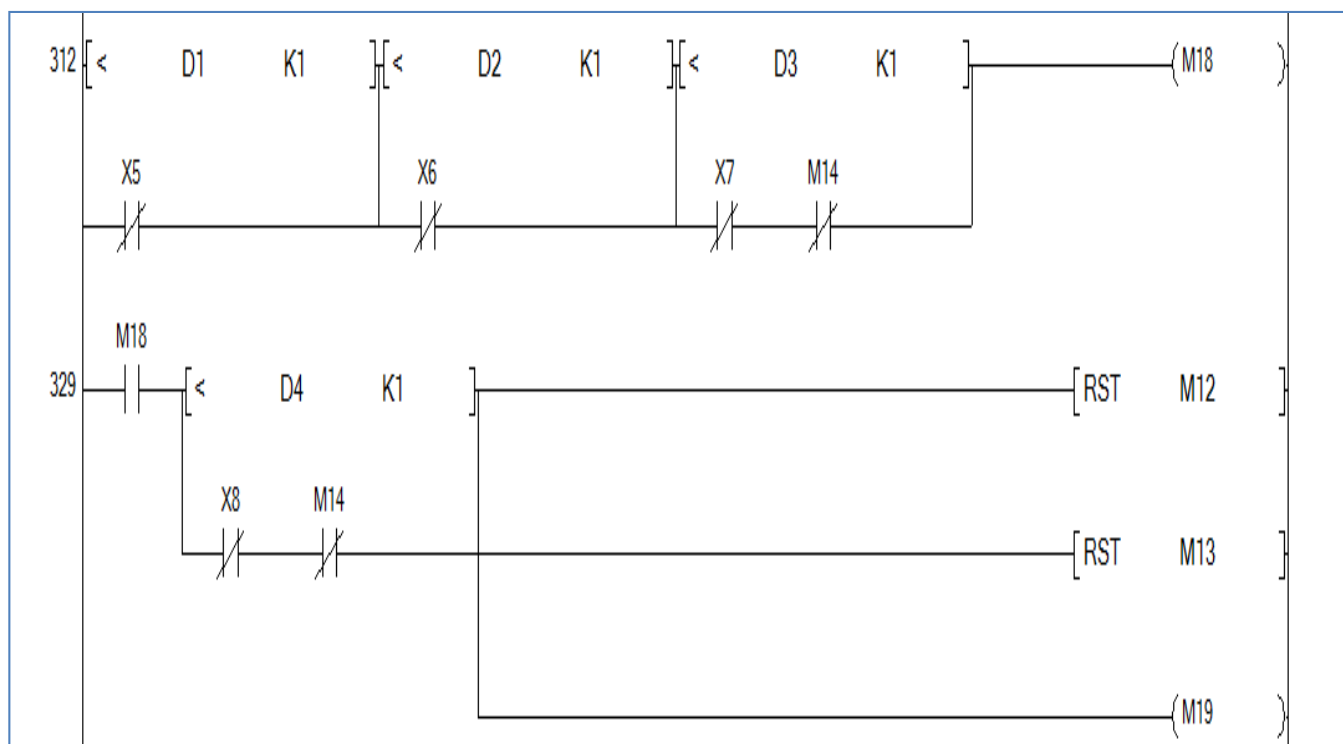 312 [< D1 K1 ] [< D2 K1 ] [< D3 K1 ] (M18 )
X5 X6 X7 M14
M18
329 [< D4 K1 ] [RST M12 ]
X8 M14
[RST M13 ]
(M19 )